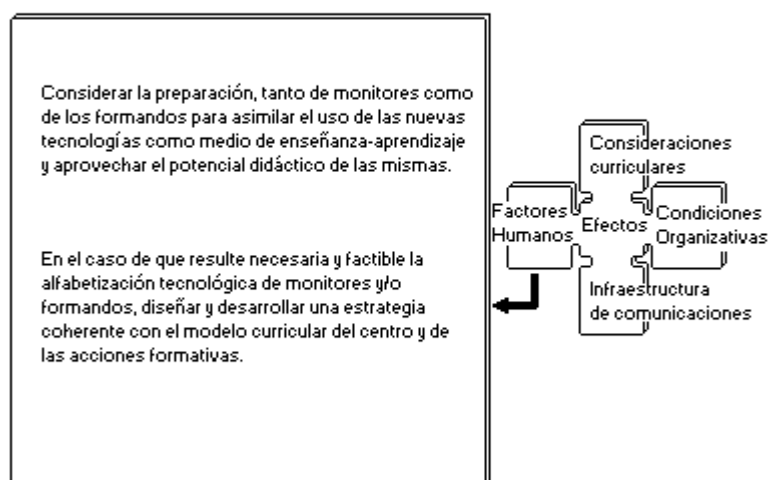 Considerar la preparación, tanto de monitores como
de los formandos para asimilar el uso de las nuevas
tecnologías como medio de enseñanza-aprendizaje
y aprovechar el potencial didáctico de las mismas.
En el caso de que resulte necesaria y factible la
alfabetización tecnológica de monitores y/o
formandos, diseñar y desarrollar una estrategia
coherente con el modelo curricular del centro y de
las acciones formativas.
Consideraciones
curriculares
Factores
Humanos
Efectos
Condiciones
Organizativas
Infraestructura
de comunicaciones